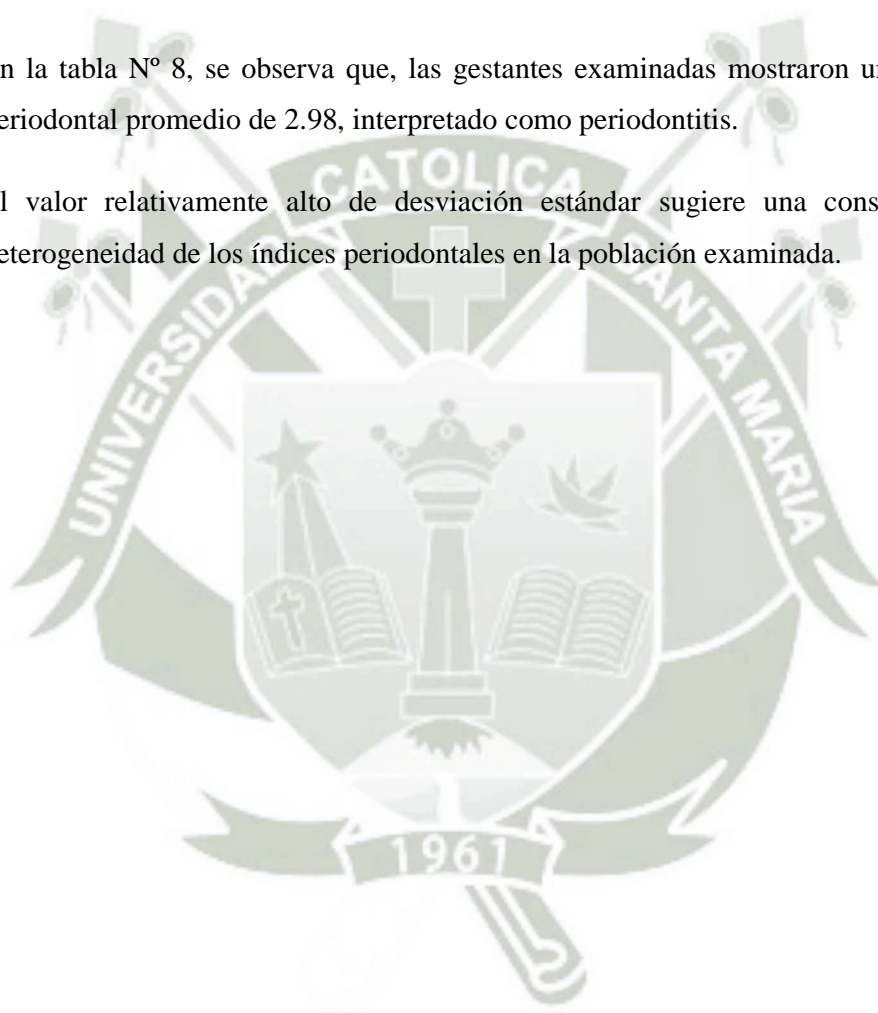 n la tabla Nº 8, se observa que, las gestantes examinadas mostraron un
eriodontal promedio de 2.98, interpretado como periodontitis.
l valor relativamente alto de desviación estándar sugiere una cons
eterogeneidad de los índices periodontales en la población examinada.
UNIVERSIDAD CATOLICA SANTA MARIA
1961